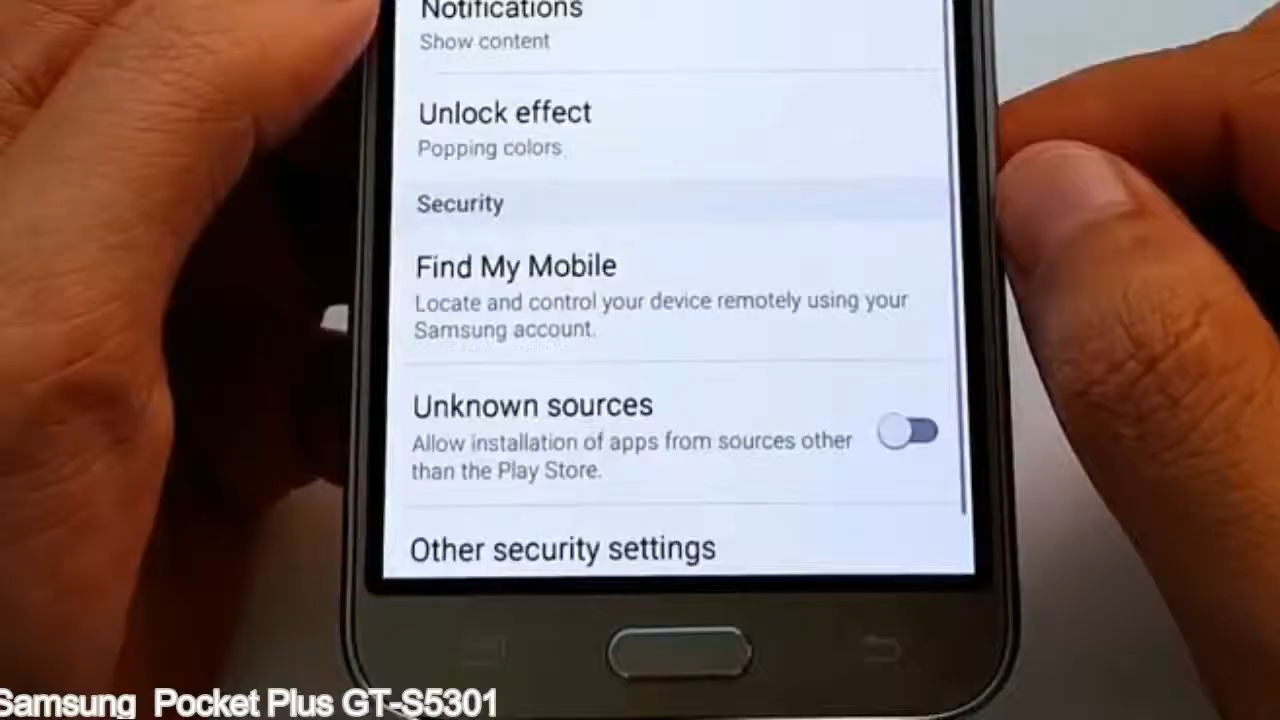 Notifications
Show content
Unlock effect
Popping colors
Security
Find My Mobile
Locate and control your device remotely using your
Samsung account.
Unknown sources
Allow installation of apps from sources other
than the Play Store.
Other security settings
Samsung Pocket Plus GT-S5301